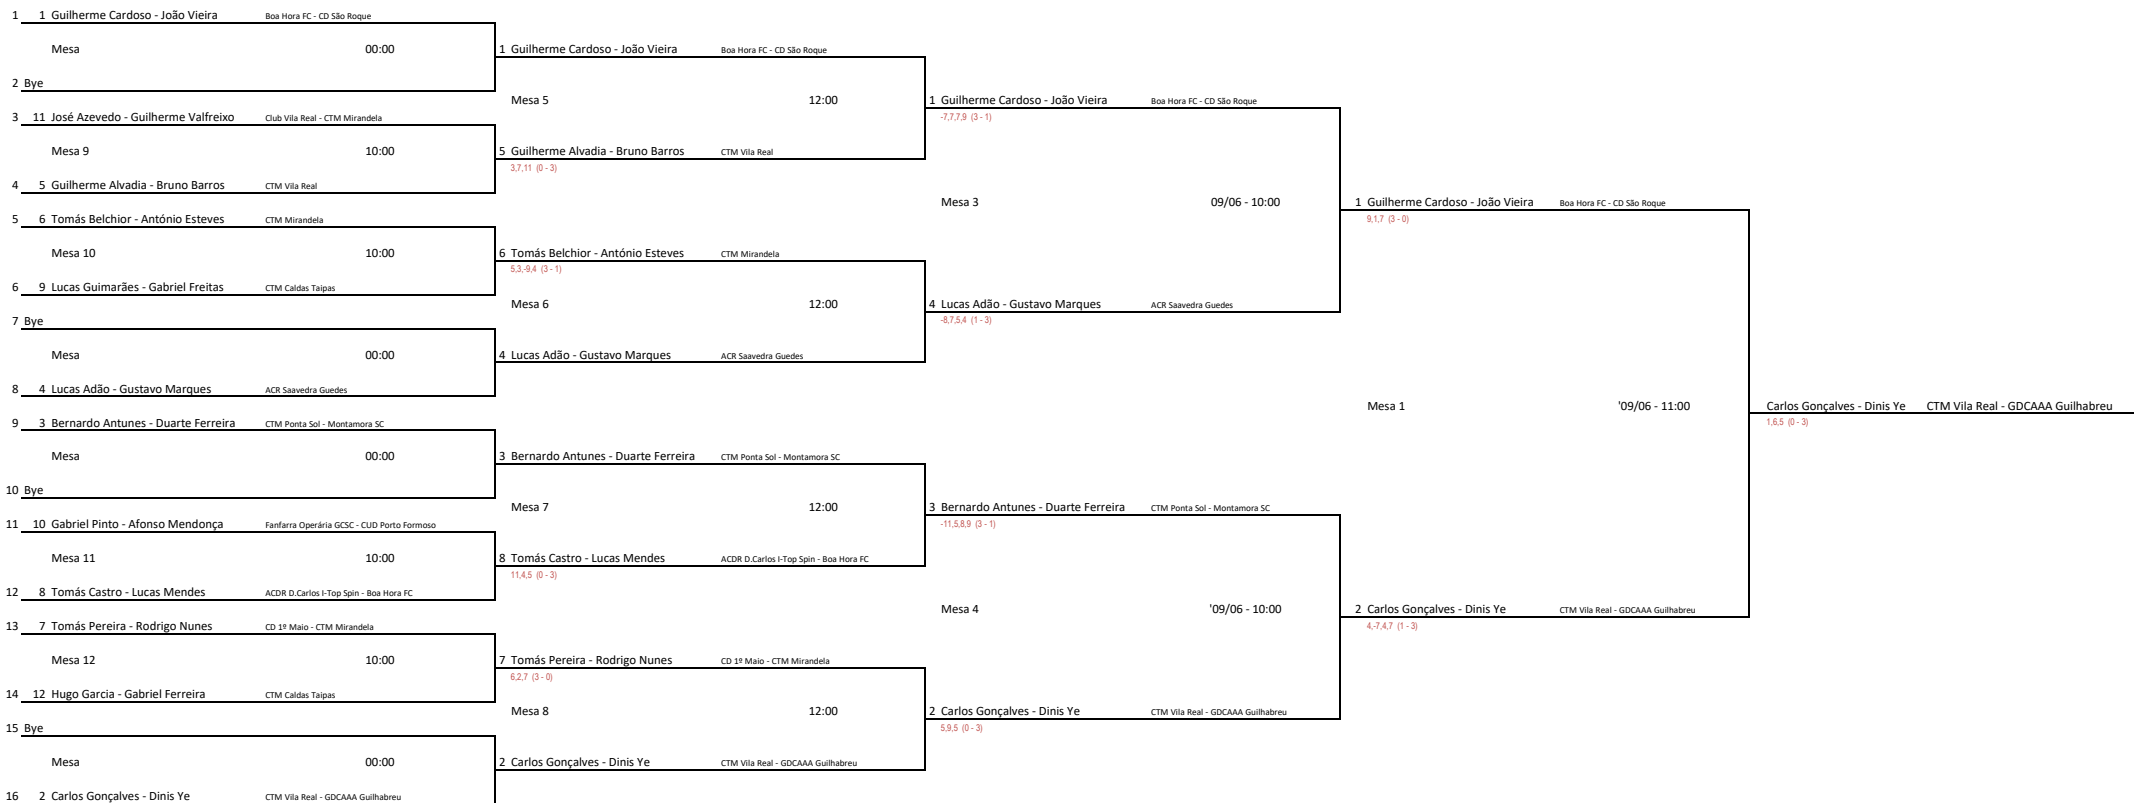 1 1 Guilherme Cardoso - João Vieira Boa Hora FC - CD São Roque
Mesa 00:00 1 Guilherme Cardoso - João Vieira Boa Hora FC - CD São Roque
2 Bye
Mesa 5 12:00 1 Guilherme Cardoso - João Vieira Boa Hora FC - CD São Roque
3 11 José Azevedo - Guilherme Valfreixo Club Vila Real - CTM Mirandela -7,7,7,9 (3 - 1)
Mesa 9 10:00 5 Guilherme Alvadia - Bruno Barros CTM Vila Real
3,7,11 (0 - 3)
4 5 Guilherme Alvadia - Bruno Barros CTM Vila Real
Mesa 3 09/06 - 10:00 1 Guilherme Cardoso - João Vieira Boa Hora FC - CD São Roque
5 6 Tomás Belchior - António Esteves CTM Mirandela 9,1,7 (3 - 0)
Mesa 10 10:00 6 Tomás Belchior - António Esteves CTM Mirandela
5,3,-9,4 (3 - 1)
6 9 Lucas Guimarães - Gabriel Freitas CTM Caldas Taipas
Mesa 6 12:00 4 Lucas Adão - Gustavo Marques ACR Saavedra Guedes
7 Bye -8,7,5,4 (1 - 3)
Mesa 00:00 4 Lucas Adão - Gustavo Marques ACR Saavedra Guedes
8 4 Lucas Adão - Gustavo Marques ACR Saavedra Guedes
Mesa 1 '09/06 - 11:00 Carlos Gonçalves - Dinis Ye CTM Vila Real - GDCAAA Guilhabreu
9 3 Bernardo Antunes - Duarte Ferreira CTM Ponta Sol - Montamora SC 1,6,5 (0 - 3)
Mesa 00:00 3 Bernardo Antunes - Duarte Ferreira CTM Ponta Sol - Montamora SC
10 Bye
Mesa 7 12:00 3 Bernardo Antunes - Duarte Ferreira CTM Ponta Sol - Montamora SC
11 10 Gabriel Pinto - Afonso Mendonça Fanfarra Operária GCSC - CUD Porto Formoso -11,5,8,9 (3 - 1)
Mesa 11 10:00 8 Tomás Castro - Lucas Mendes ACDR D.Carlos I-Top Spin - Boa Hora FC
11,4,5 (0 - 3)
12 8 Tomás Castro - Lucas Mendes ACDR D.Carlos I-Top Spin - Boa Hora FC
Mesa 4 '09/06 - 10:00 2 Carlos Gonçalves - Dinis Ye CTM Vila Real - GDCAAA Guilhabreu
13 7 Tomás Pereira - Rodrigo Nunes CD 1º Maio - CTM Mirandela 4,-7,4,7 (1 - 3)
Mesa 12 10:00 7 Tomás Pereira - Rodrigo Nunes CD 1º Maio - CTM Mirandela
6,2,7 (3 - 0)
14 12 Hugo Garcia - Gabriel Ferreira CTM Caldas Taipas
Mesa 8 12:00 2 Carlos Gonçalves - Dinis Ye CTM Vila Real - GDCAAA Guilhabreu
15 Bye 5,9,5 (0 - 3)
Mesa 00:00 2 Carlos Gonçalves - Dinis Ye CTM Vila Real - GDCAAA Guilhabreu
16 2 Carlos Gonçalves - Dinis Ye CTM Vila Real - GDCAAA Guilhabreu